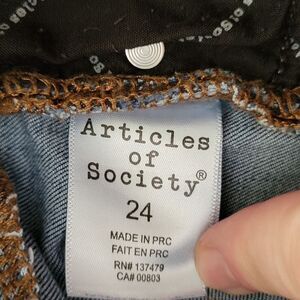 Articles
of
Society®
24
MADE IN PRC
FAIT EN PRC
RN# 137479
CA# 00803